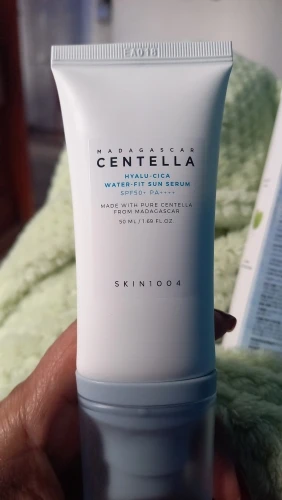 MADAGASCAR
CENTELLA
HYALU-CICA
WATER-FIT SUN SERUM
SPF50+ PA++++
MADE WITH PURE CENTELLA
FROM MADAGASCAR
50 ML / 1.69 FL.OZ.
SKIN1004